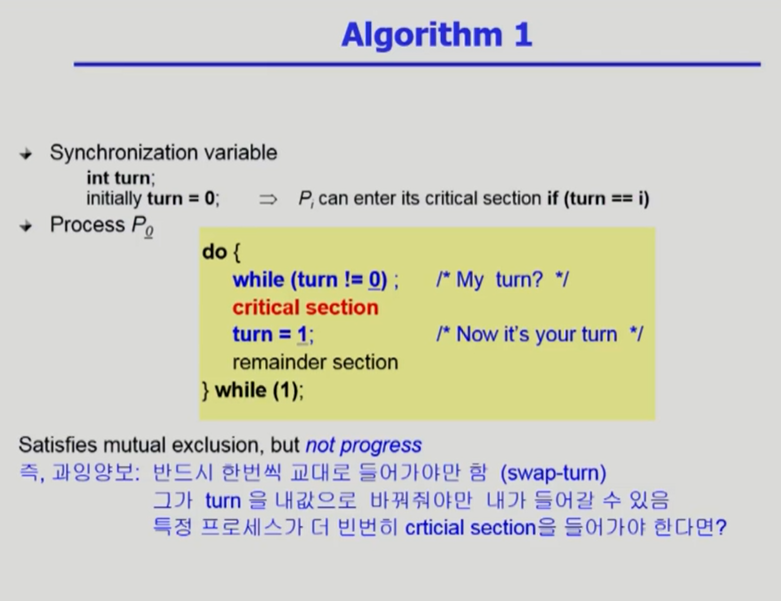 Algorithm 1
Synchronization variable
int turn;
initially turn = 0; ⇒ Pi can enter its critical section if (turn == i)
Process P0
do {
while (turn != 0) ; /* My turn? */
critical section
turn = 1; /* Now it's your turn */
remainder section
} while (1);
Satisfies mutual exclusion, but not progress
즉, 과잉양보: 반드시 한번씩 교대로 들어가야만 함 (swap-turn)
그가 turn 을 내값으로 바꿔줘야만 내가 들어갈 수 있음
특정 프로세스가 더 빈번히 crticial section을 들어가야 한다면?